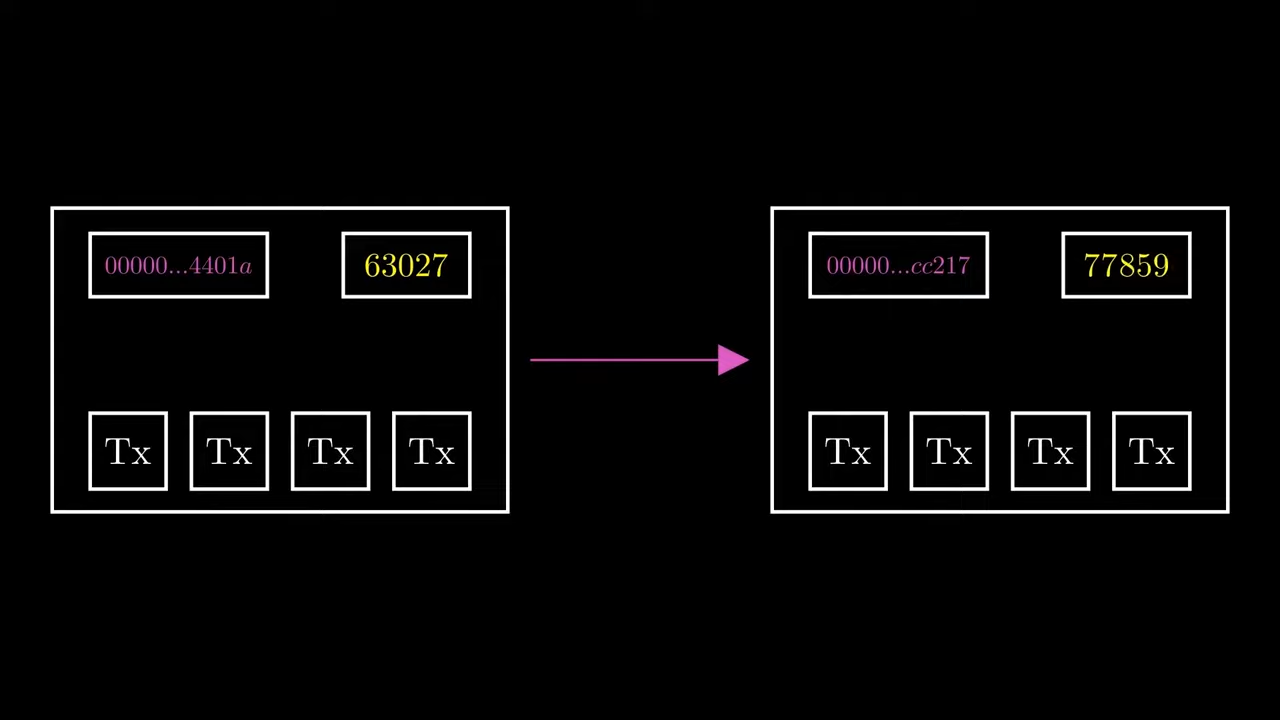 00000...4401a 63027
Tx Tx Tx Tx
00000...cc217 77859
Tx Tx Tx Tx